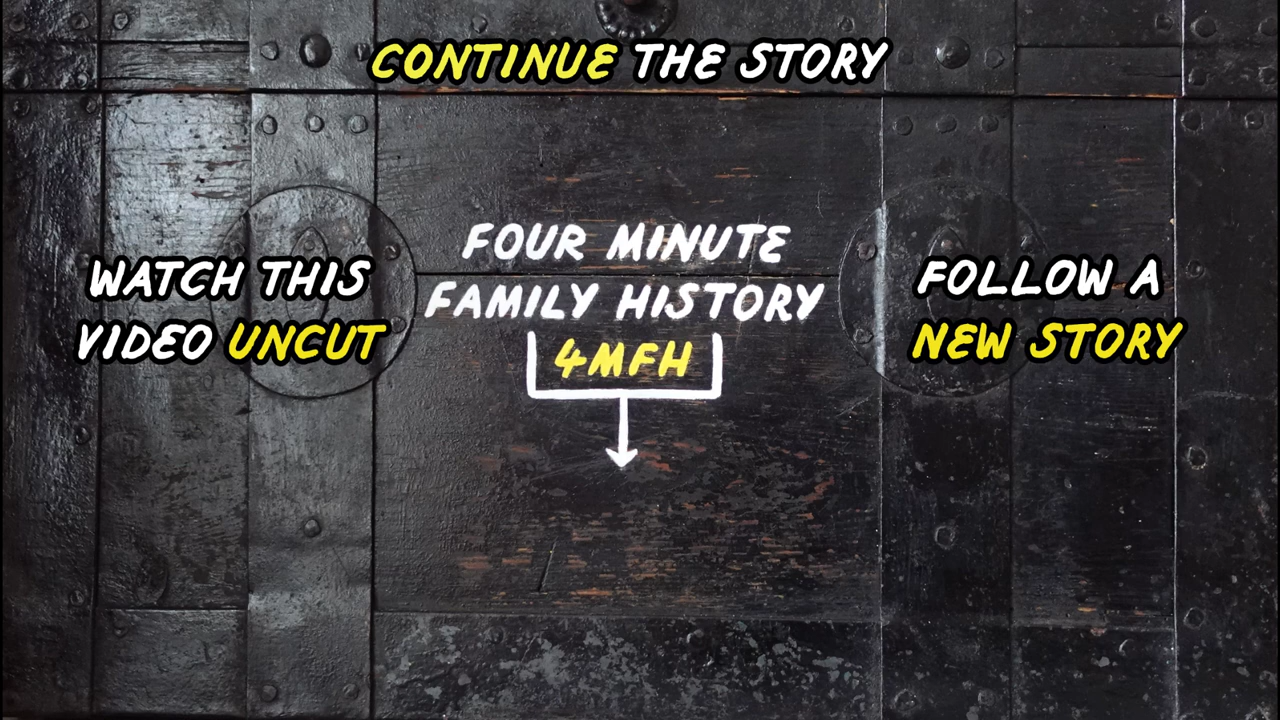 CONTINUE THE STORY
FOUR MINUTE
FAMILY HISTORY
4MFH
WATCH THIS
VIDEO UNCUT
FOLLOW A
NEW STORY